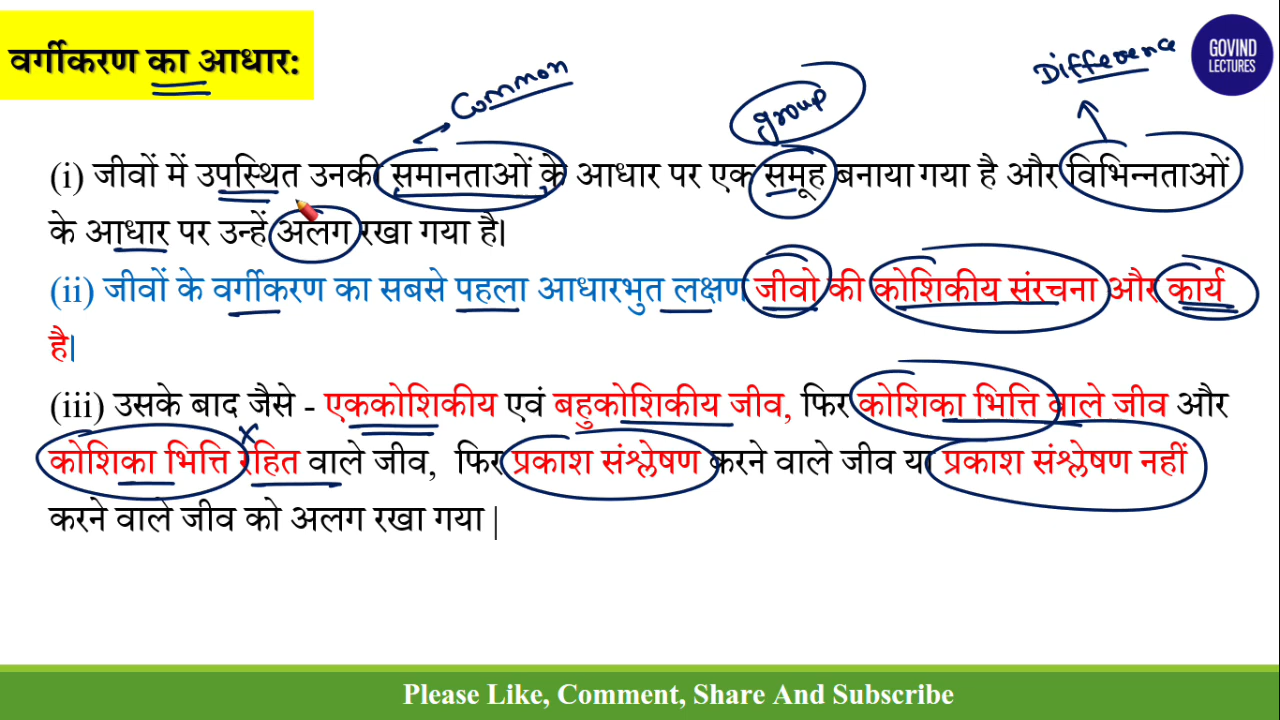 वर्गीकरण का आधार:
GOVIND
LECTURES
Common
group
Difference
(i) जीवों में उपस्थित उनकी समानताओं के आधार पर एक समूह बनाया गया है और विभिन्नताओं
के आधार पर उन्हें अलग रखा गया है।
(ii) जीवों के वर्गीकरण का सबसे पहला आधारभुत लक्षण जीवो की कोशिकीय संरचना और कार्य
है।
(iii) उसके बाद जैसे - एककोशिकीय एवं बहुकोशिकीय जीव, फिर कोशिका भित्ति वाले जीव और
कोशिका भित्ति रहित वाले जीव, फिर प्रकाश संश्लेषण करने वाले जीव या प्रकाश संश्लेषण नहीं
करने वाले जीव को अलग रखा गया |
Please Like, Comment, Share And Subscribe